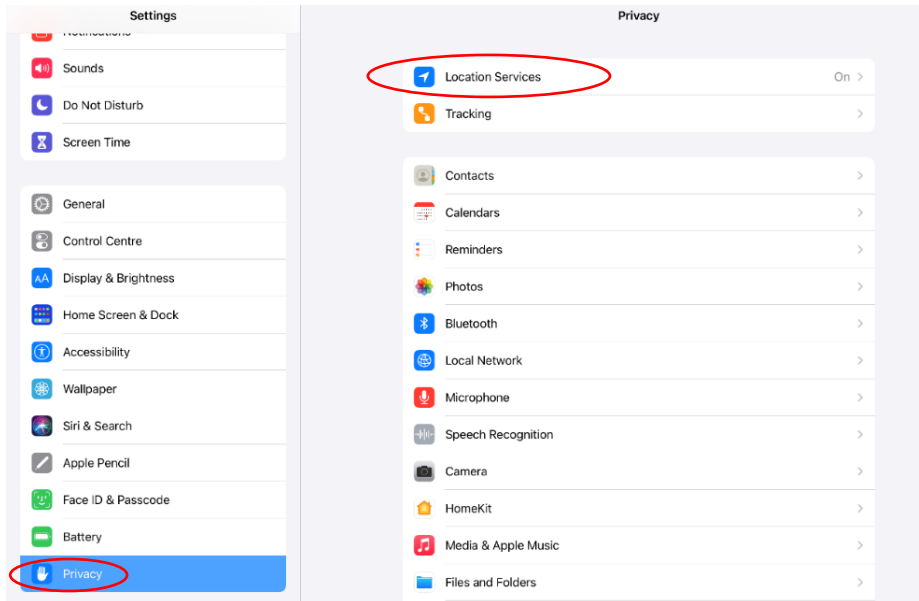 Settings
Notifications
Sounds
Do Not Disturb
Screen Time
General
Control Centre
AA Display & Brightness
Home Screen & Dock
Accessibility
Wallpaper
Siri & Search
Apple Pencil
Face ID & Passcode
Battery
Privacy
Privacy
Location Services On
Tracking
Contacts
Calendars
Reminders
Photos
Bluetooth
Local Network
Microphone
Speech Recognition
Camera
HomeKit
Media & Apple Music
Files and Folders